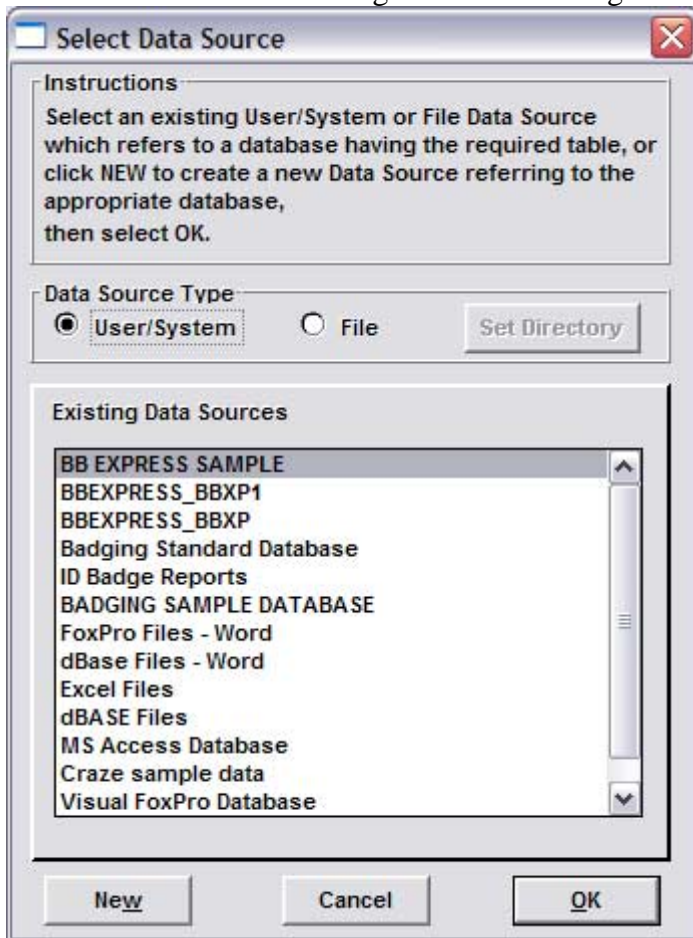 Select Data Source
Instructions
Select an existing User/System or File Data Source
which refers to a database having the required table, or
click NEW to create a new Data Source referring to the
appropriate database,
then select OK.
Data Source Type
User/System File Set Directory
Existing Data Sources
BB EXPRESS SAMPLE
BBEXPRESS_BBXP1
BBEXPRESS_BBXP
Badging Standard Database
ID Badge Reports
BADGING SAMPLE DATABASE
FoxPro Files - Word
dBase Files - Word
Excel Files
dBASE Files
MS Access Database
Craze sample data
Visual FoxPro Database
New Cancel OK